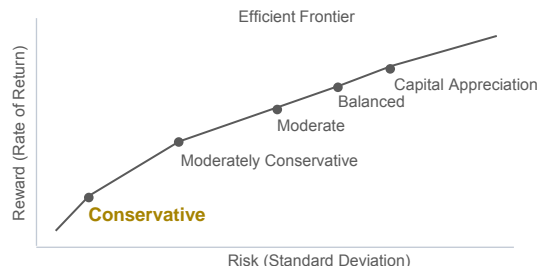 Efficient Frontier
Reward (Rate of Return)
Capital Appreciation
Balanced
Moderate
Moderately Conservative
Conservative
Risk (Standard Deviation)